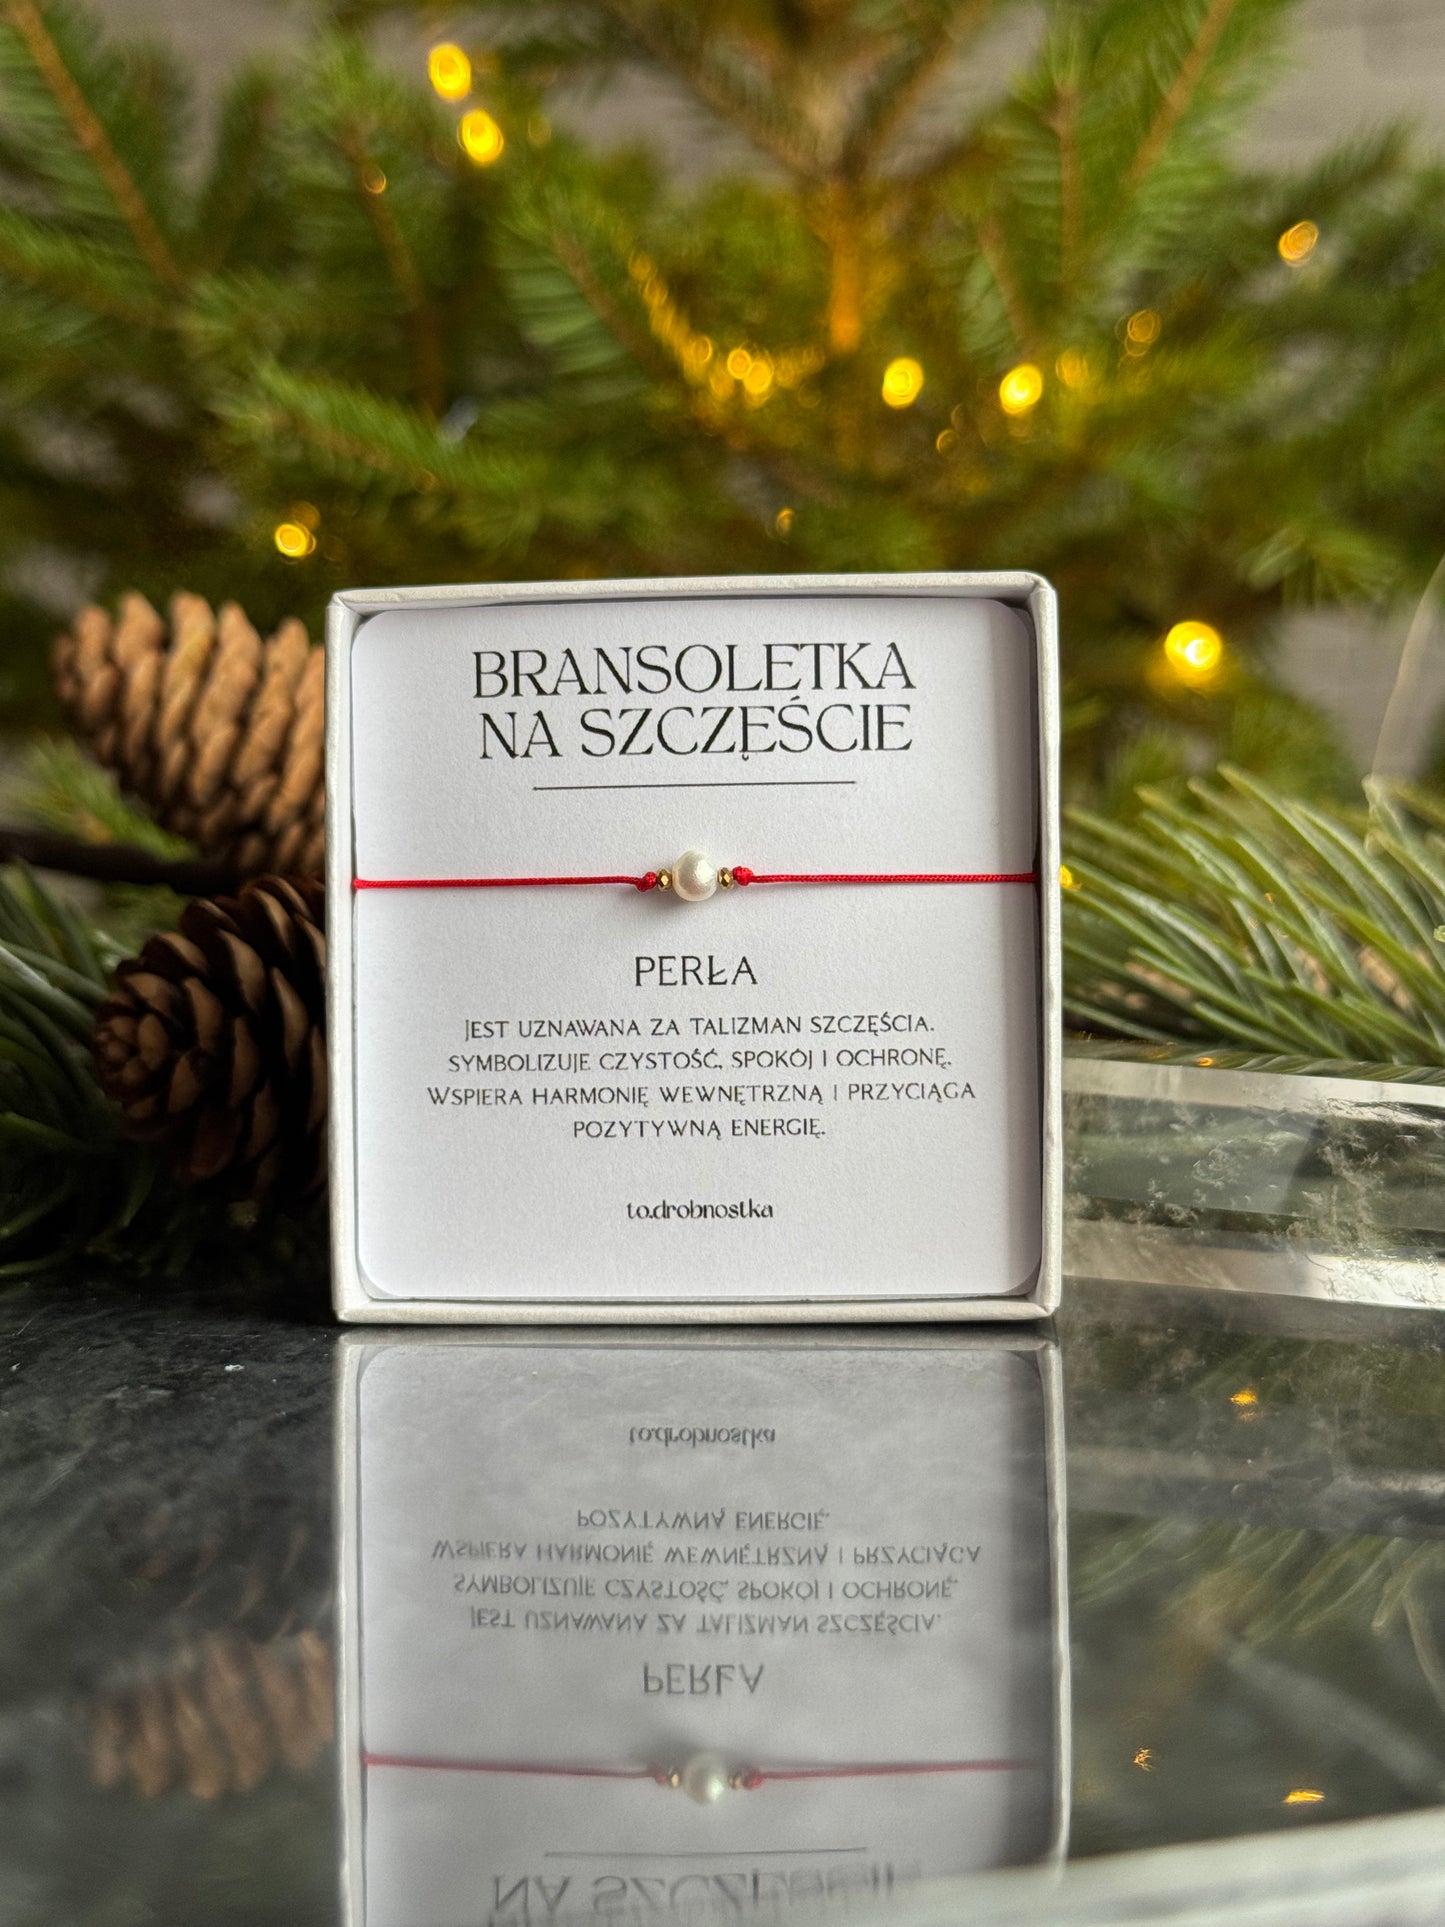 BRANSOLETKA
NA SZCZĘŚCIE
PERŁA
JEST UZNAWANA ZA TALIZMAN SZCZĘŚCIA.
SYMBOLIZUJE CZYSTOŚĆ, SPOKÓJ I OCHRONĘ.
WSPIERA HARMONIĘ WEWNĘTRZNĄ I PRZYCIĄGA
POZYTYWNĄ ENERGIĘ.
to.drobnostka